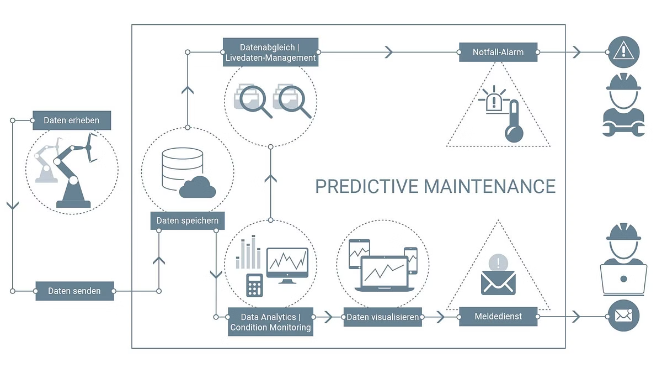 Datenabgleich |
Livedaten-Management
Notfall-Alarm
Daten erheben
PREDICTIVE MAINTENANCE
Daten speichern
Daten senden
Data Analytics |
Condition Monitoring
Daten visualisieren
Meldedienst